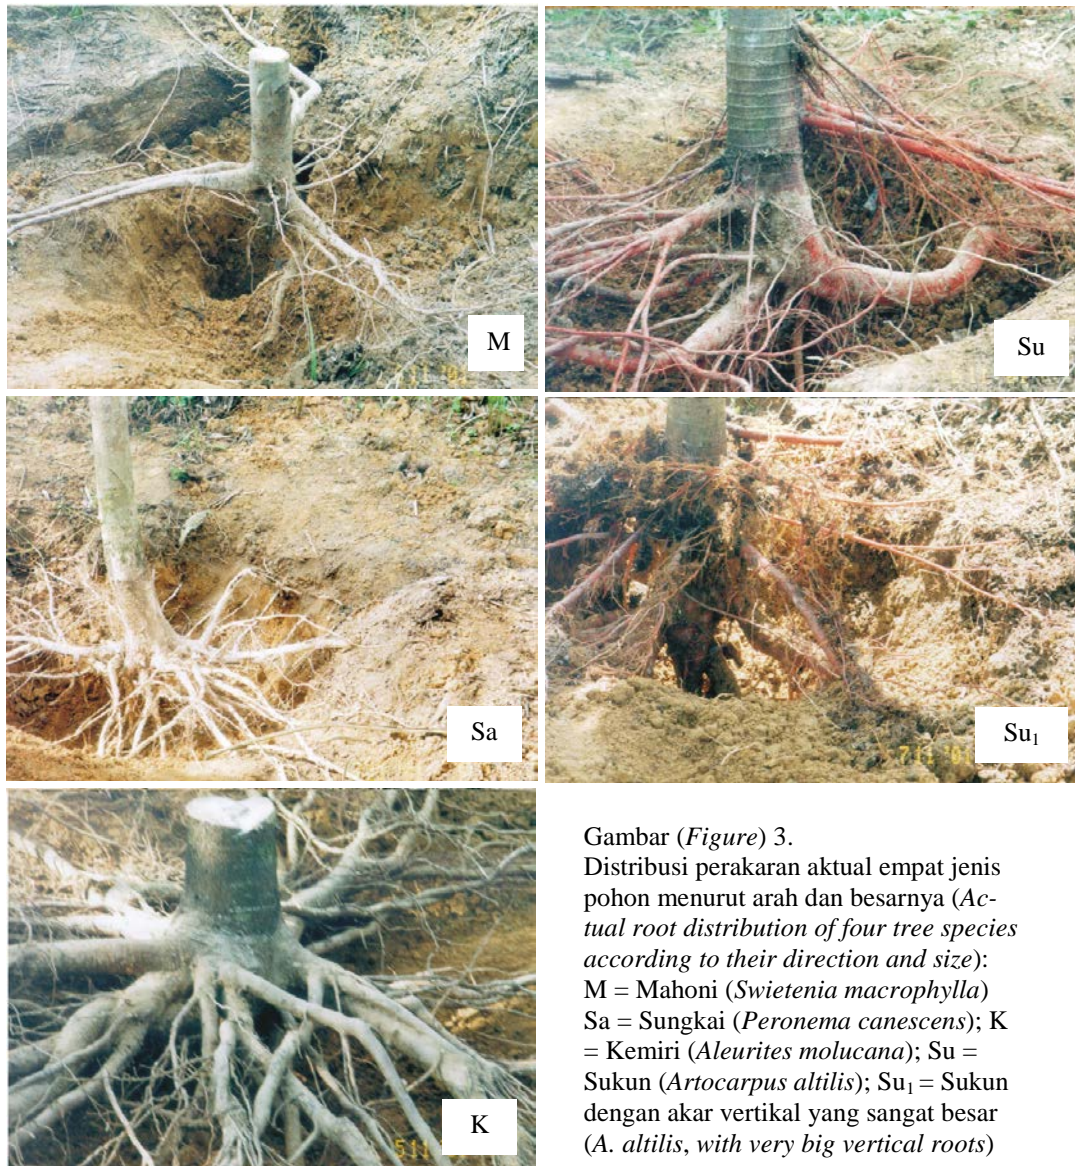 M
Su
Sa
Su₁
K
Gambar (Figure) 3.
Distribusi perakaran aktual empat jenis
pohon menurut arah dan besarnya (Ac-
tual root distribution of four tree species
according to their direction and size):
M = Mahoni (Swietenia macrophylla)
Sa = Sungkai (Peronema canescens); K
= Kemiri (Aleurites molucana); Su =
Sukun (Artocarpus altilis); Su₁ = Sukun
dengan akar vertikal yang sangat besar
(A. altilis, with very big vertical roots)